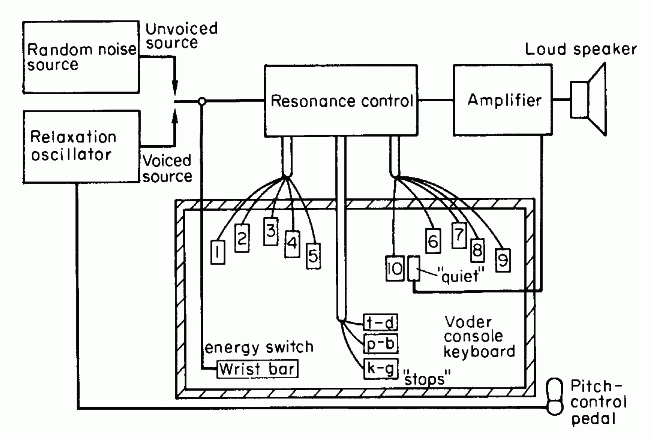 Unvoiced
source
Random noise
source
Relaxation
oscillator
Voiced
source
Resonance control
Amplifier
Loud speaker
1
2
3
4
5
10
6
7
8
9
"quiet"
t-d
p-b
k-g
"stops"
energy switch
Wrist bar
Voder
console
keyboard
Pitch-
control
pedal